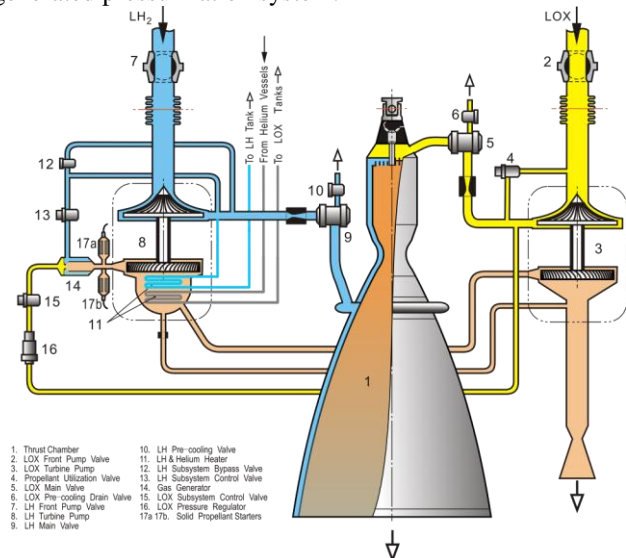 generated pressurization system.
LH2
LOX
7
2
To LH Tank
From Helium Vessels
To LOX Tanks
6
5
12
4
10
13
9
8
3
17a
14
17b
15
11
16
1
1. Thrust Chamber
2. LOX Front Pump Valve
3. LOX Turbine Pump
4. Propellant Utilization Valve
5. LOX Main Valve
6. LOX Pre-cooling Drain Valve
7. LH Front Pump Valve
8. LH Turbine Pump
9. LH Main Valve
10. LH Pre-cooling Valve
11. LH & Helium Heater
12. LH Subsystem Bypass Valve
13. LH Subsystem Control Valve
14. Gas Generator
15. LOX Subsystem Control Valve
16. LOX Pressure Regulator
17a 17b. Solid Propellant Starters